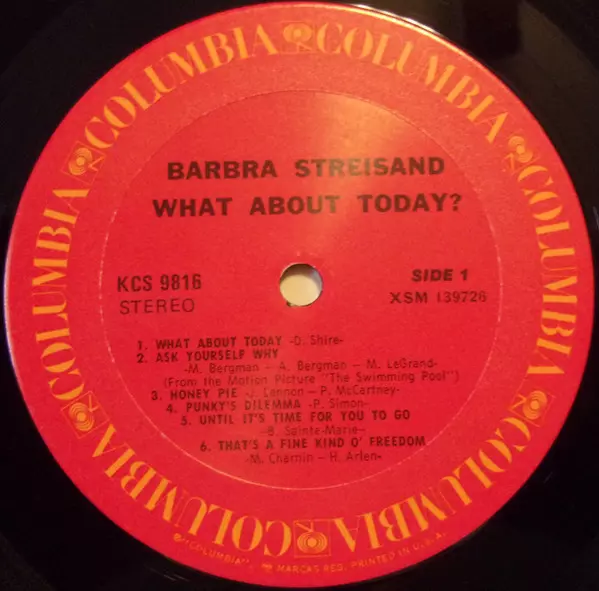 COLUMBIA COLUMBIA COLUMBIA COLUMBIA COLUMBIA COLUMBIA
BARBRA STREISAND
WHAT ABOUT TODAY?
KCS 9816
STEREO
SIDE 1
XSM 139726
1. WHAT ABOUT TODAY -D. Shire-
2. ASK YOURSELF WHY
-M. Bergman - A. Bergman - M. LeGrand-
(From the Motion Picture "The Swimming Pool")
3. HONEY PIE -J. Lennon - P. McCartney-
4. PUNKY'S DILEMMA -P. Simon-
5. UNTIL IT'S TIME FOR YOU TO GO
-B. Sainte-Marie-
6. THAT'S A FINE KIND O' FREEDOM
-M. Charnin - H. Arlen-
"COLUMBIA", MARCAS REG. PRINTED IN U.S.A.